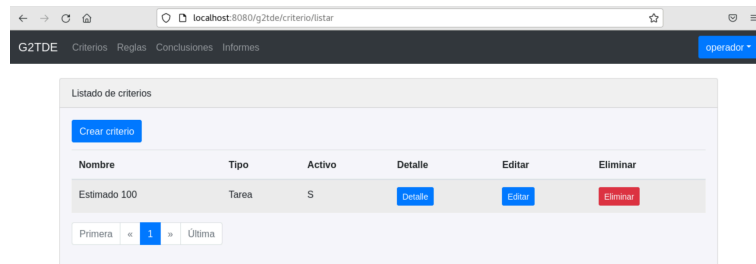 localhost:8080/g2tde/criterio/listar
G2TDE Criterios Reglas Conclusiones Informes operador
Listado de criterios
Crear criterio
Nombre Tipo Activo Detalle Editar Eliminar
Estimado 100 Tarea S Detalle Editar Eliminar
Primera « 1 » Última